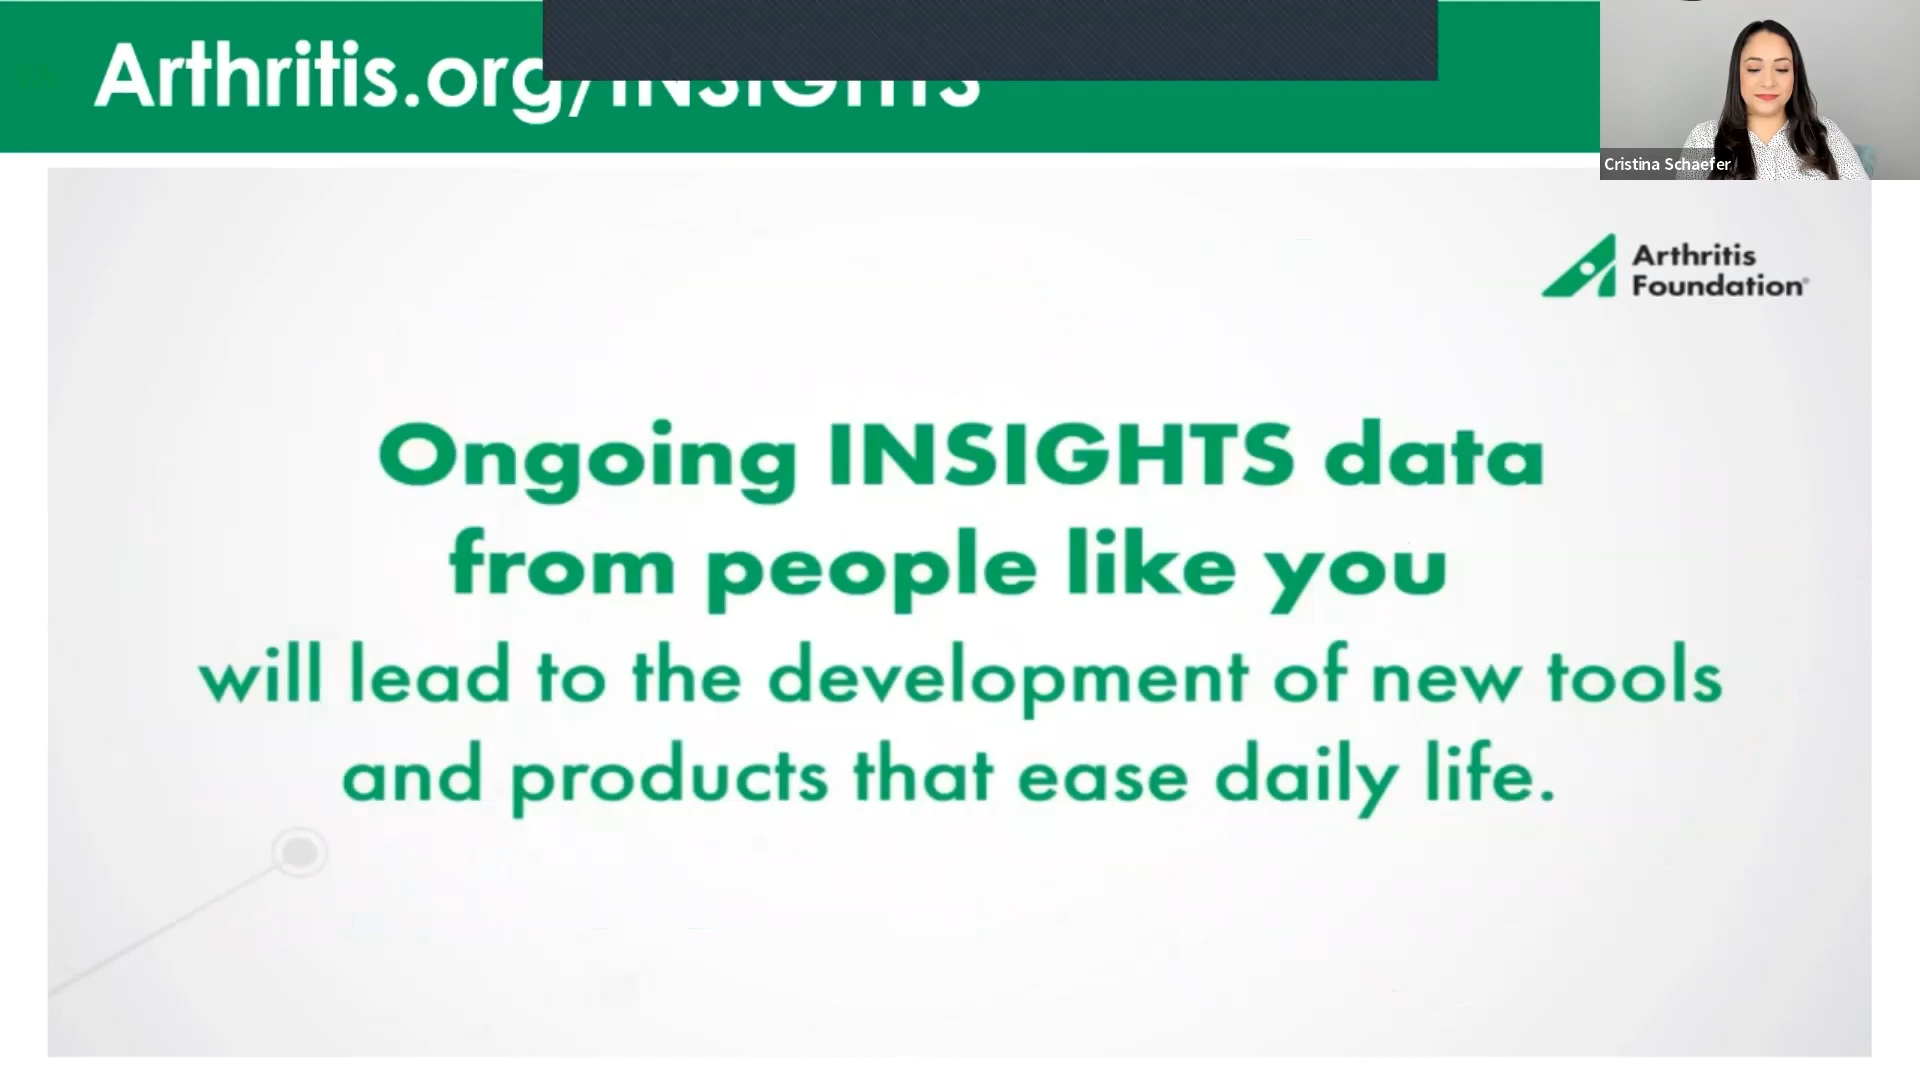 Arthritis.org/INSIGHTS
Cristina Schaefer
Arthritis
Foundation®
Ongoing INSIGHTS data
from people like you
will lead to the development of new tools
and products that ease daily life.